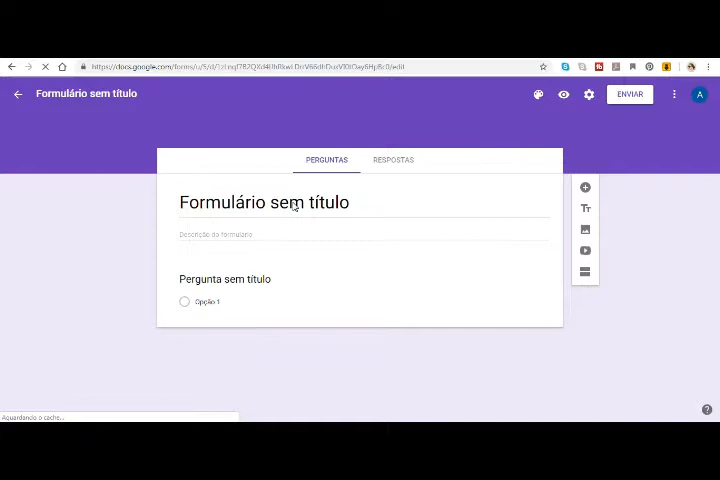 Formulário sem título
ENVIAR
A
PERGUNTAS
RESPOSTAS
Formulário sem título
Descrição do formulário
Pergunta sem título
Opção 1
Tt
Aguardando o cache...